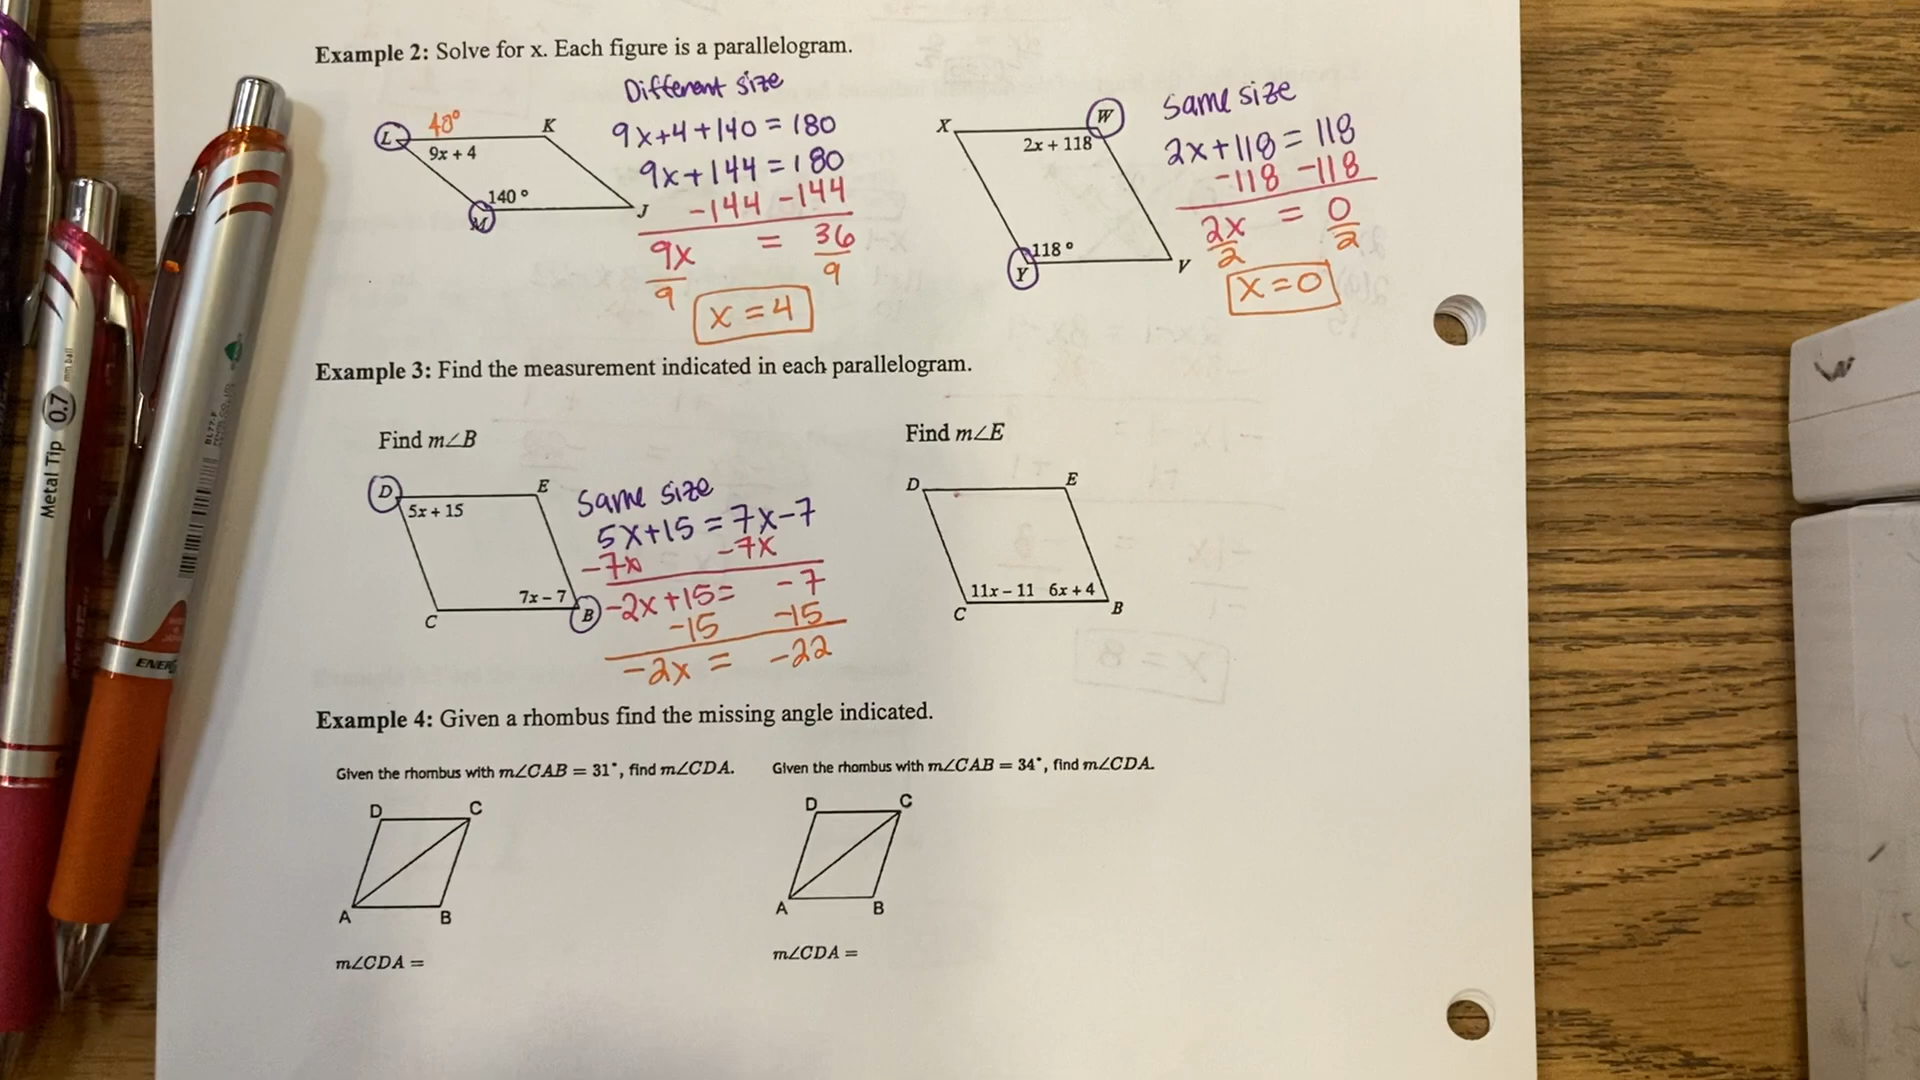 Example 2: Solve for x. Each figure is a parallelogram.
Different size
L 40° K
9x + 4
140 °
M J
9x+4+140 = 180
9x+144 = 180
-144 -144
9x = 36
9 9
x = 4
X W
2x + 118
118 °
Y V
Same size
2x+118 = 118
-118 -118
2x = 0
2 2
x=0
Example 3: Find the measurement indicated in each parallelogram.
Find m∠B
D E
5x + 15
7x – 7
C B
Same size
5x+15 = 7x-7
-7x -7x
-2x+15 = -7
-15 -15
-2x = -22
Find m∠E
D E
11x – 11 6x + 4
C B
Example 4: Given a rhombus find the missing angle indicated.
Given the rhombus with m∠CAB = 31°, find m∠CDA.
D C
A B
m∠CDA =
Given the rhombus with m∠CAB = 34°, find m∠CDA.
D C
A B
m∠CDA =
Metal Tip 0.7